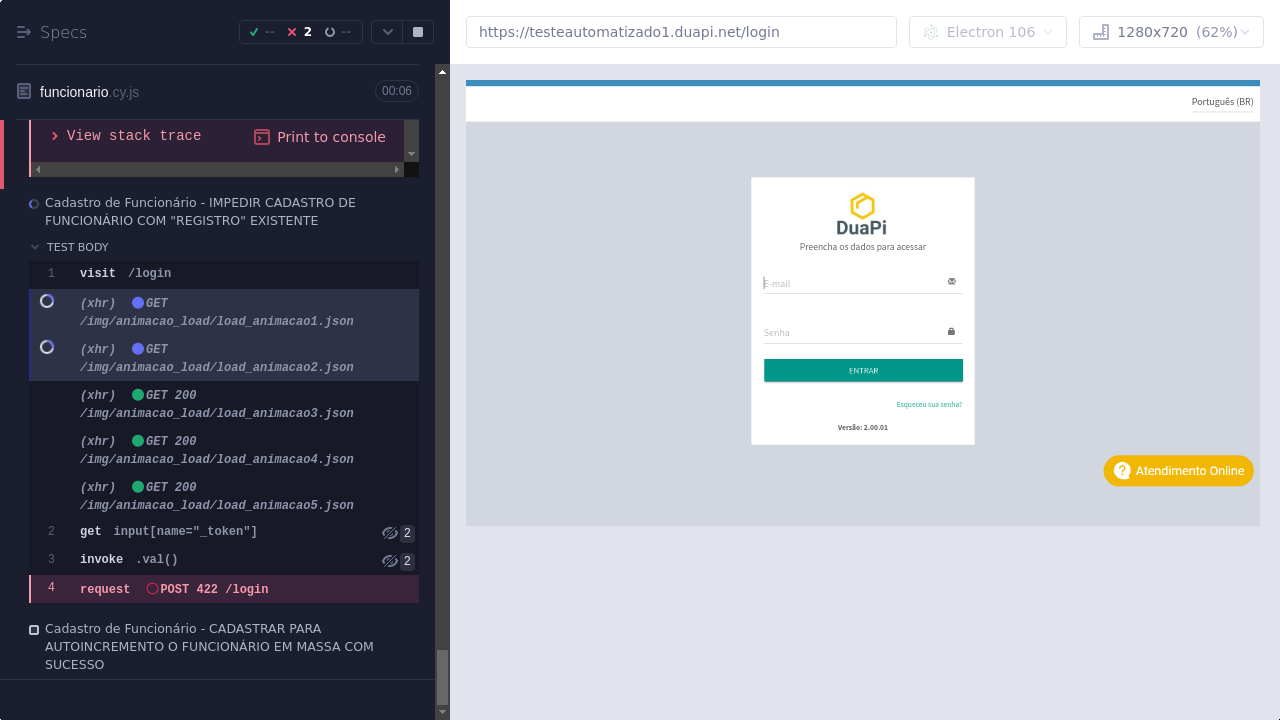 Specs
--
2
--
funcionario.cy.js
00:06
View stack trace
Print to console
Cadastro de Funcionário - IMPEDIR CADASTRO DE
FUNCIONÁRIO COM "REGISTRO" EXISTENTE
TEST BODY
1 visit /login
(xhr) GET
/img/animacao_load/load_animacao1.json
(xhr) GET
/img/animacao_load/load_animacao2.json
(xhr) GET 200
/img/animacao_load/load_animacao3.json
(xhr) GET 200
/img/animacao_load/load_animacao4.json
(xhr) GET 200
/img/animacao_load/load_animacao5.json
2 get input[name="_token"] 2
3 invoke .val() 2
4 request POST 422 /login
Cadastro de Funcionário - CADASTRAR PARA
AUTOINCREMENTO O FUNCIONÁRIO EM MASSA COM
SUCESSO
https://testeautomatizado1.duapi.net/login
Electron 106
1280x720 (62%)
Português (BR)
DuaPi
Preencha os dados para acessar
E-mail
Senha
ENTRAR
Esqueceu sua senha?
Versão: 2.00.01
Atendimento Online